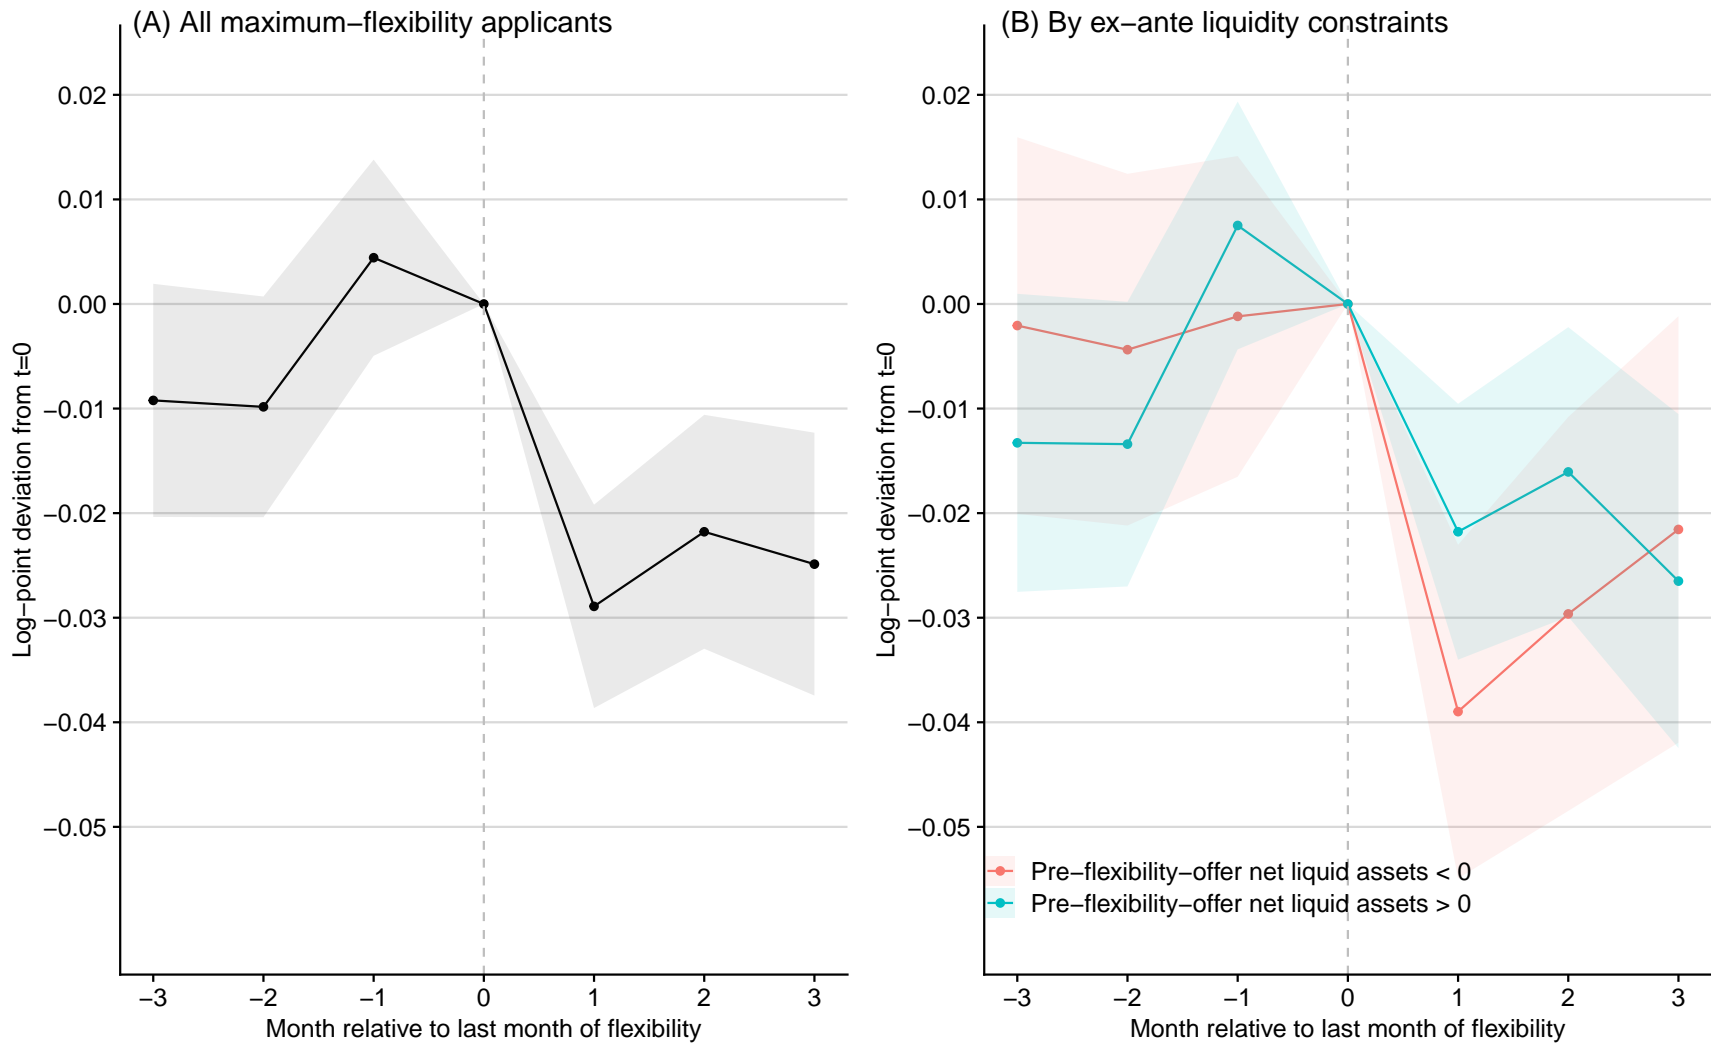 (A) All maximum−flexibility applicants
0.02
0.01
0.00
−0.01
−0.02
−0.03
−0.04
−0.05
Log−point deviation from t=0
−3 −2 −1 0 1 2 3
Month relative to last month of flexibility
(B) By ex−ante liquidity constraints
0.02
0.01
0.00
−0.01
−0.02
−0.03
−0.04
−0.05
Log−point deviation from t=0
Pre−flexibility−offer net liquid assets < 0
Pre−flexibility−offer net liquid assets > 0
−3 −2 −1 0 1 2 3
Month relative to last month of flexibility